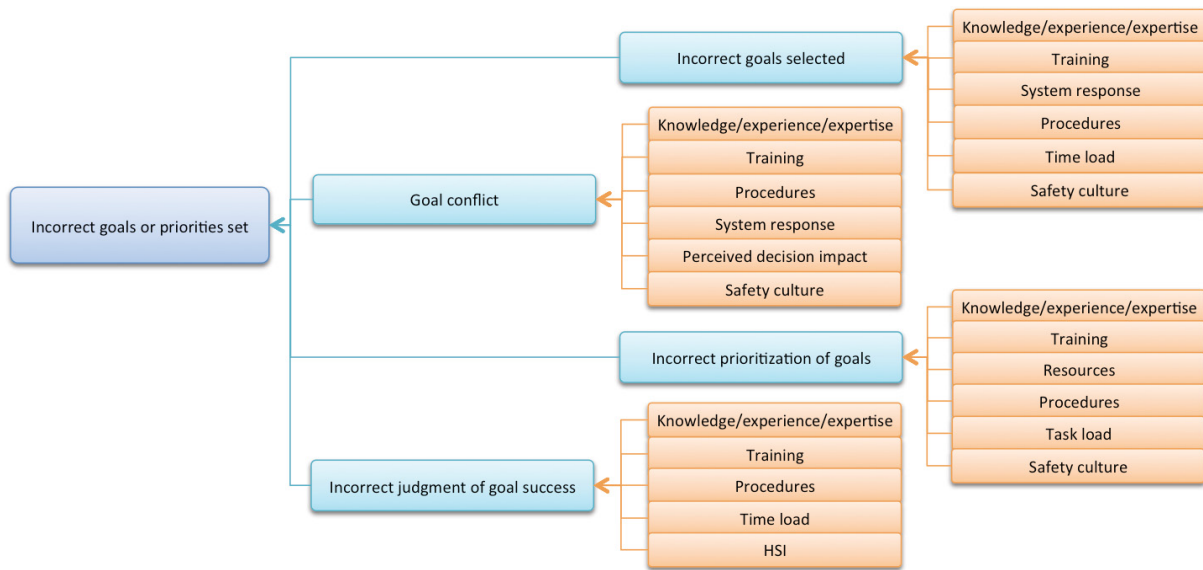 Incorrect goals or priorities set
Incorrect goals selected
Knowledge/experience/expertise
Training
System response
Procedures
Time load
Safety culture
Goal conflict
Knowledge/experience/expertise
Training
Procedures
System response
Perceived decision impact
Safety culture
Incorrect prioritization of goals
Knowledge/experience/expertise
Training
Resources
Procedures
Task load
Safety culture
Incorrect judgment of goal success
Knowledge/experience/expertise
Training
Procedures
Time load
HSI